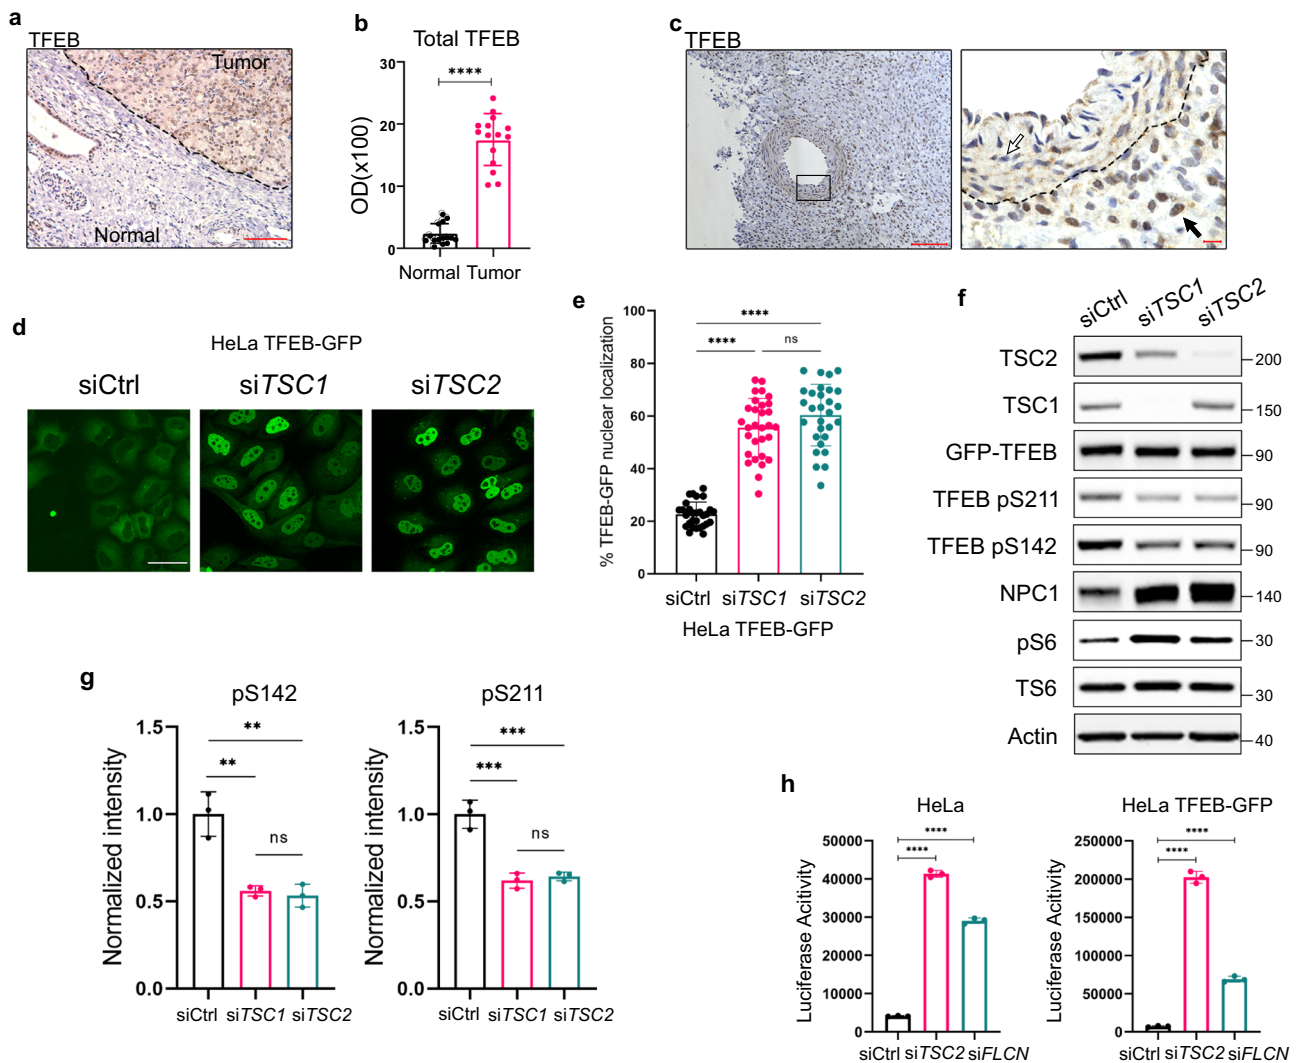 a
TFEB
Tumor
Normal
b
Total TFEB
****
OD(x100)
30
20
10
0
Normal Tumor
c
TFEB
d
HeLa TFEB-GFP
siCtrl
siTSC1
siTSC2
e
% TFEB-GFP nuclear localization
100
80
60
40
20
0
****
****
ns
siCtrl siTSC1 siTSC2
HeLa TFEB-GFP
f
siCtrl siTSC1 siTSC2
TSC2 200
TSC1 150
GFP-TFEB 90
TFEB pS211 90
TFEB pS142 90
NPC1 140
pS6 30
TS6 30
Actin 40
g
pS142
Normalized intensity
1.5
1.0
0.5
0.0
**
**
ns
siCtrl siTSC1 siTSC2
pS211
Normalized intensity
1.5
1.0
0.5
0.0
***
***
ns
siCtrl siTSC1 siTSC2
h
HeLa
Luciferase Acitivity
50000
40000
30000
20000
10000
0
****
****
siCtrl siTSC2 siFLCN
HeLa TFEB-GFP
Luciferase Acitivity
250000
200000
150000
100000
50000
0
****
****
siCtrl siTSC2 siFLCN